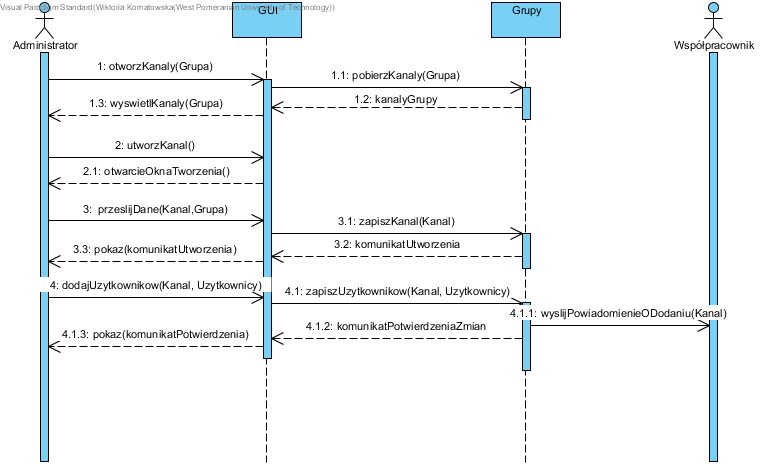 Visual Paradigm Standard(Wiktoria Komatowska(West Pomeranian University of Technology))
GUI
Grupy
Administrator
Współpracownik
1: otworzKanaly(Grupa)
1.1: pobierzKanaly(Grupa)
1.2: kanalyGrupy
1.3: wyswietlKanaly(Grupa)
2: utworzKanal()
2.1: otwarcieOknaTworzenia()
3: przeslijDane(Kanal,Grupa)
3.1: zapiszKanal(Kanal)
3.2: komunikatUtworzenia
3.3: pokaz(komunikatUtworzenia)
4: dodajUzytkownikow(Kanal, Uzytkownicy)
4.1: zapiszUzytkownikow(Kanal, Uzytkownicy)
4.1.1: wyslijPowiadomienieODodaniu(Kanal)
4.1.2: komunikatPotwierdzeniaZmian
4.1.3: pokaz(komunikatPotwierdzenia)